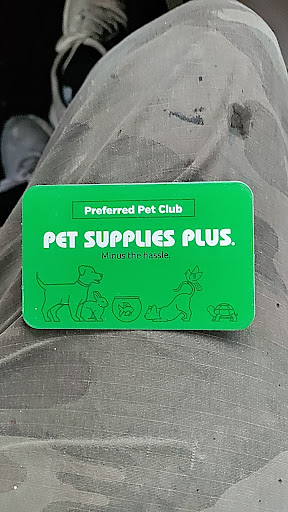 Preferred Pet Club
PET SUPPLIES PLUS.
Minus the hassle.